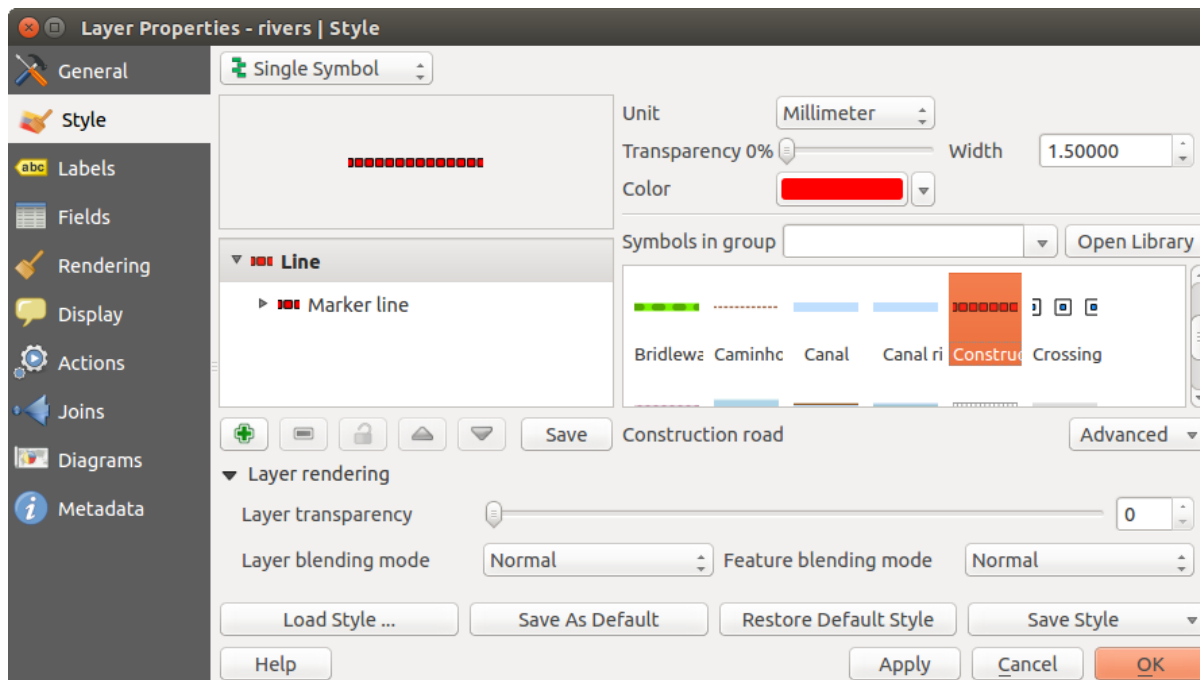 Layer Properties - rivers | Style
General
Style
abc Labels
Fields
Rendering
Display
Actions
Joins
Diagrams
Metadata
Single Symbol
Unit Millimeter
Transparency 0% Width 1.50000
Color
Symbols in group Open Library
Line
Marker line
Bridlewa Caminho Canal Canal ri Construc Crossing
Save Construction road Advanced
Layer rendering
Layer transparency 0
Layer blending mode Normal Feature blending mode Normal
Load Style ... Save As Default Restore Default Style Save Style
Help Apply Cancel OK